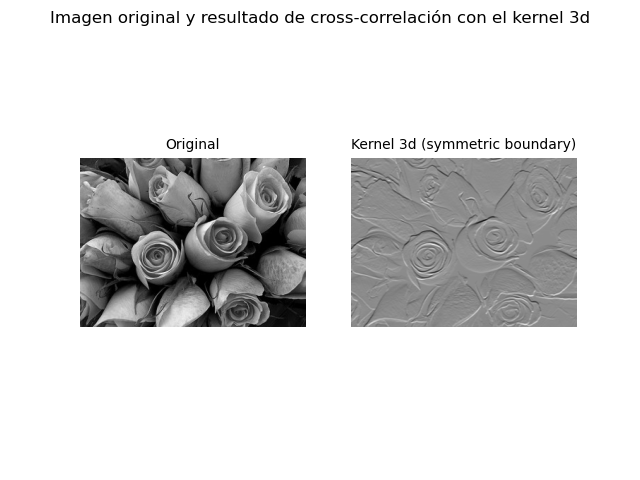 Imagen original y resultado de cross-correlación con el kernel 3d
Original
Kernel 3d (symmetric boundary)